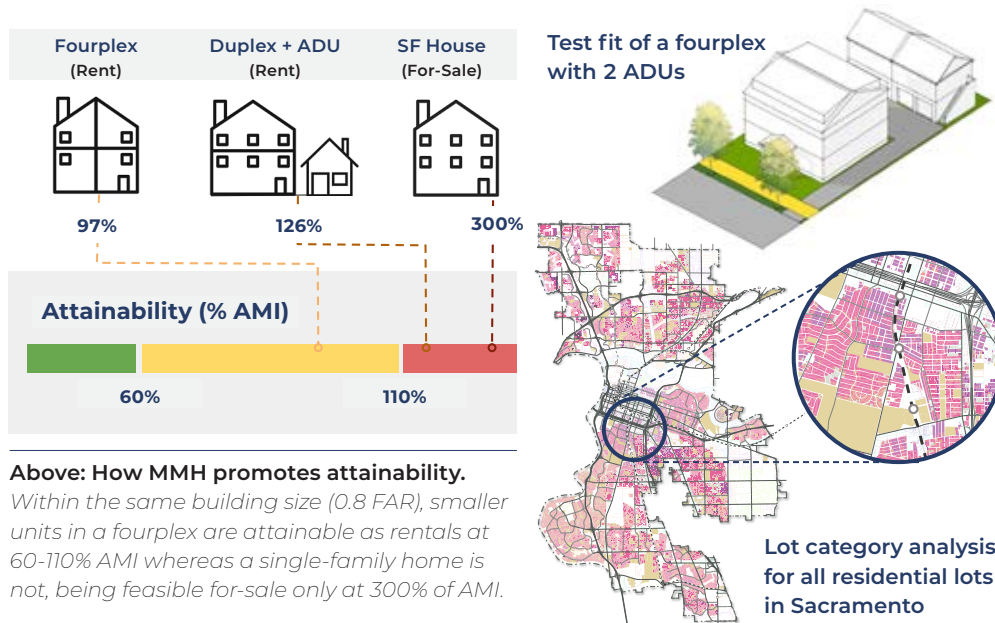 Fourplex
(Rent)
Duplex + ADU
(Rent)
SF House
(For-Sale)
97%
126%
300%
Attainability (% AMI)
60%
110%
Above: How MMH promotes attainability.
Within the same building size (0.8 FAR), smaller
units in a fourplex are attainable as rentals at
60-110% AMI whereas a single-family home is
not, being feasible for-sale only at 300% of AMI.
Test fit of a fourplex
with 2 ADUs
Lot category analysis
for all residential lots
in Sacramento